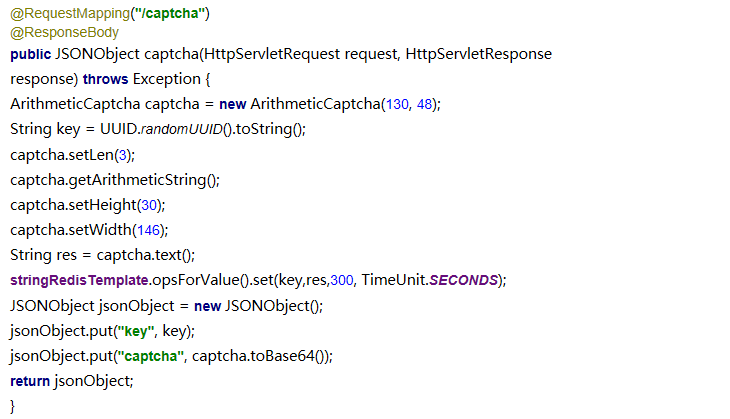 @RequestMapping("/captcha")
@ResponseBody
public JSONObject captcha(HttpServletRequest request, HttpServletResponse
response) throws Exception {
ArithmeticCaptcha captcha = new ArithmeticCaptcha(130, 48);
String key = UUID.randomUUID().toString();
captcha.setLen(3);
captcha.getArithmeticString();
captcha.setHeight(30);
captcha.setWidth(146);
String res = captcha.text();
stringRedisTemplate.opsForValue().set(key,res,300, TimeUnit.SECONDS);
JSONObject jsonObject = new JSONObject();
jsonObject.put("key", key);
jsonObject.put("captcha", captcha.toBase64());
return jsonObject;
}